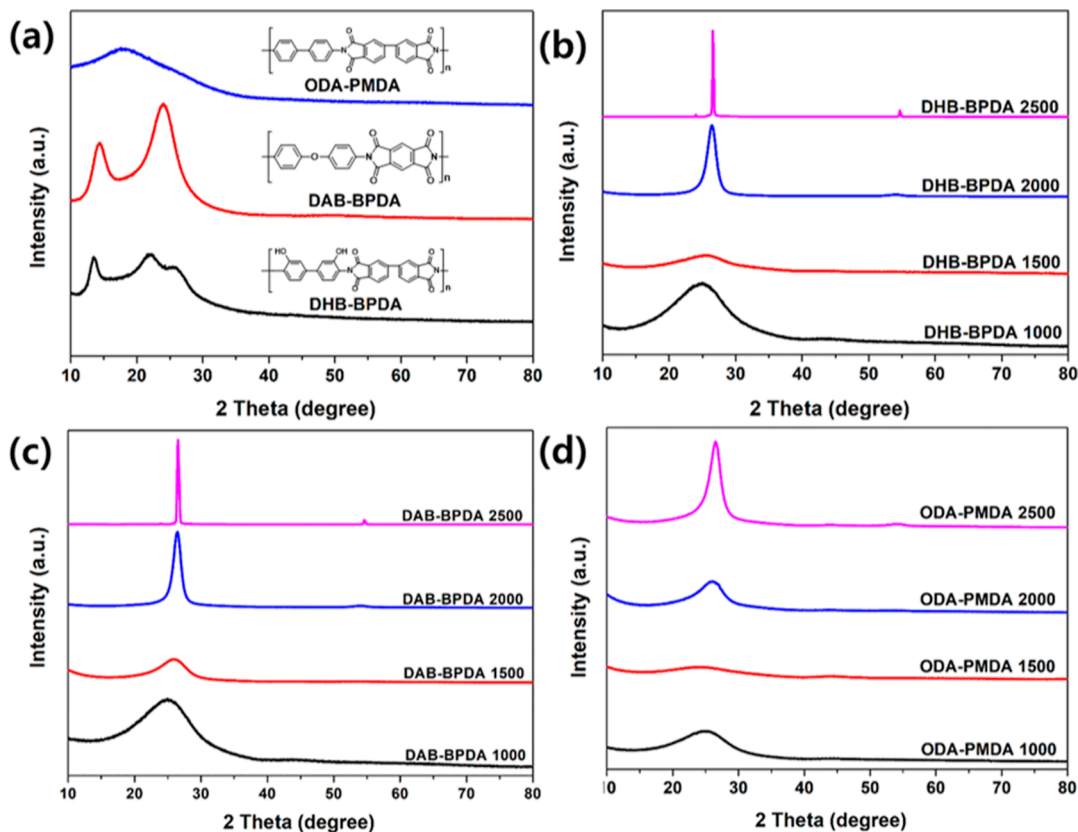 (a)
ODA-PMDA
DAB-BPDA
DHB-BPDA
Intensity (a.u.)
10 20 30 40 50 60 70 80
2 Theta (degree)
(b)
DHB-BPDA 2500
DHB-BPDA 2000
DHB-BPDA 1500
DHB-BPDA 1000
Intensity (a.u.)
10 20 30 40 50 60 70 80
2 Theta (degree)
(c)
DAB-BPDA 2500
DAB-BPDA 2000
DAB-BPDA 1500
DAB-BPDA 1000
Intensity (a.u.)
10 20 30 40 50 60 70 80
2 Theta (degree)
(d)
ODA-PMDA 2500
ODA-PMDA 2000
ODA-PMDA 1500
ODA-PMDA 1000
Intensity (a.u.)
10 20 30 40 50 60 70 80
2 Theta (degree)